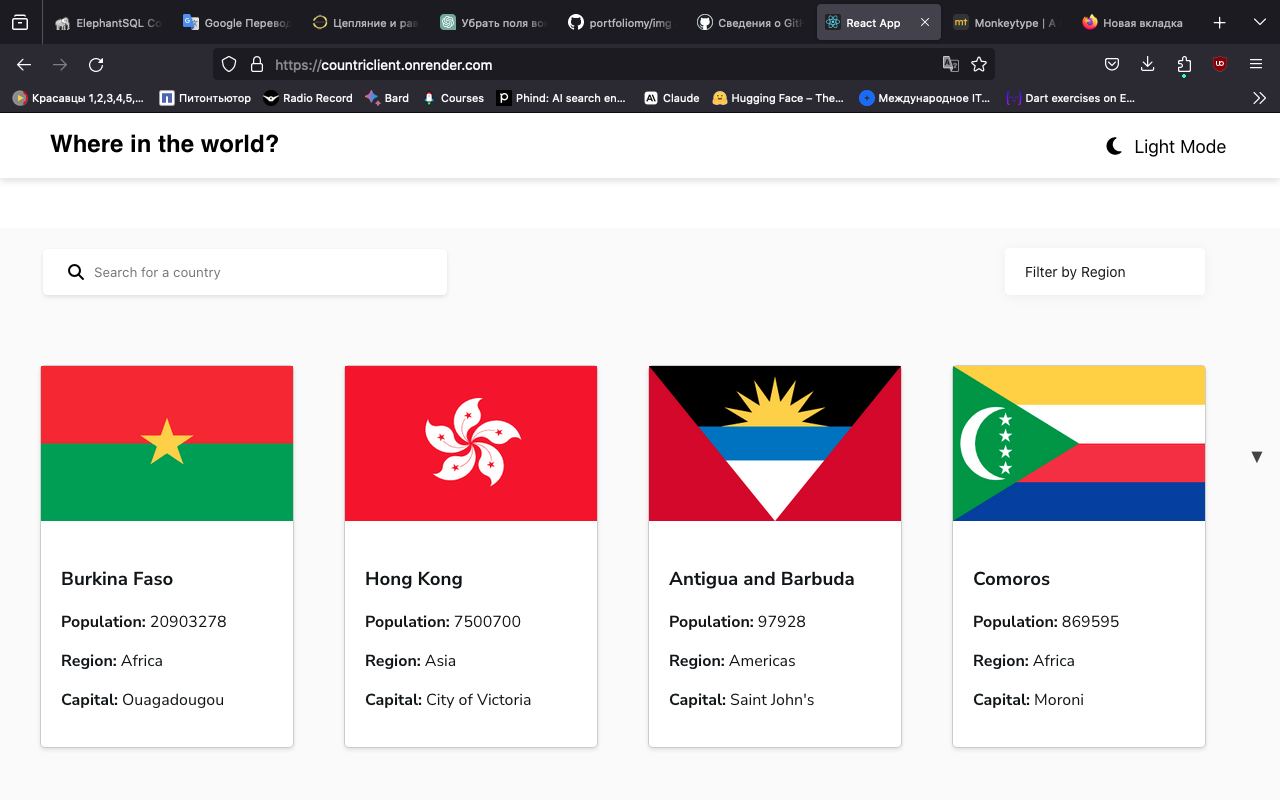 ElephantSQL Co
Google Перевод
Цепляние и рав
Убрать поля во
portfoliomy/img
Сведения о Gith
React App
Monkeytype | A
Новая вкладка
https://countriclient.onrender.com
Красавцы 1,2,3,4,5,...
Питонтьютор
Radio Record
Bard
Courses
Phind: AI search en...
Claude
Hugging Face – The...
Международное IT...
Dart exercises on E...
Where in the world?
Light Mode
Search for a country
Filter by Region
Burkina Faso
Population: 20903278
Region: Africa
Capital: Ouagadougou
Hong Kong
Population: 7500700
Region: Asia
Capital: City of Victoria
Antigua and Barbuda
Population: 97928
Region: Americas
Capital: Saint John's
Comoros
Population: 869595
Region: Africa
Capital: Moroni